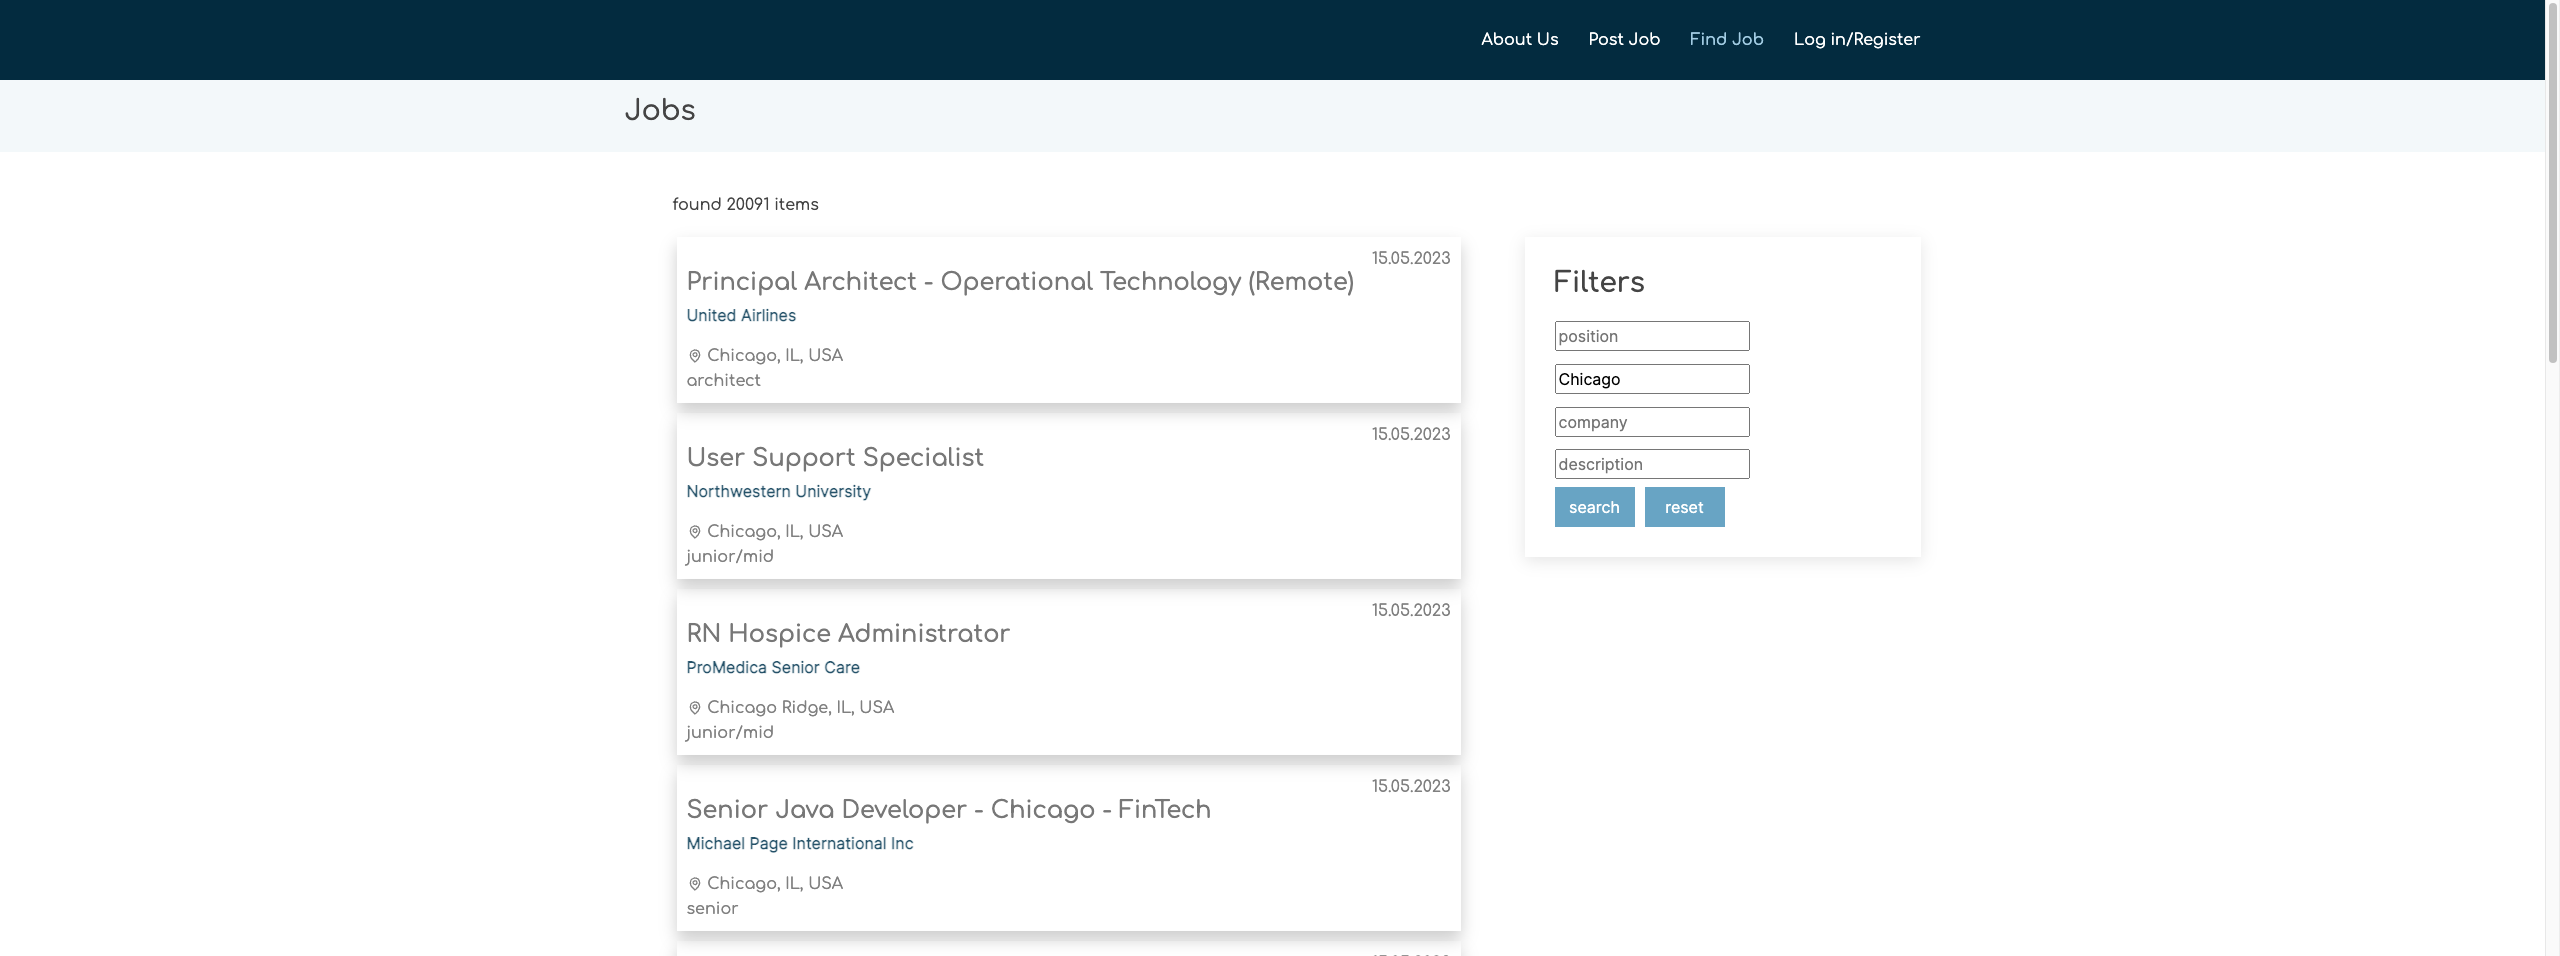 About Us Post Job Find Job Log in/Register
Jobs
found 20091 items
15.05.2023
Principal Architect - Operational Technology (Remote)
United Airlines
Chicago, IL, USA
architect
15.05.2023
User Support Specialist
Northwestern University
Chicago, IL, USA
junior/mid
15.05.2023
RN Hospice Administrator
ProMedica Senior Care
Chicago Ridge, IL, USA
junior/mid
15.05.2023
Senior Java Developer - Chicago - FinTech
Michael Page International Inc
Chicago, IL, USA
senior
Filters
position
Chicago
company
description
search reset